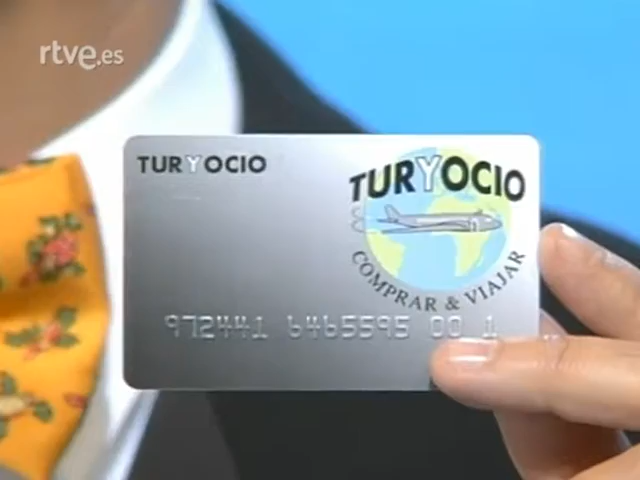 rtve.es
TURYOCIO
TURYOCIO
COMPRAR & VIAJAR
972441 6465595 00 1